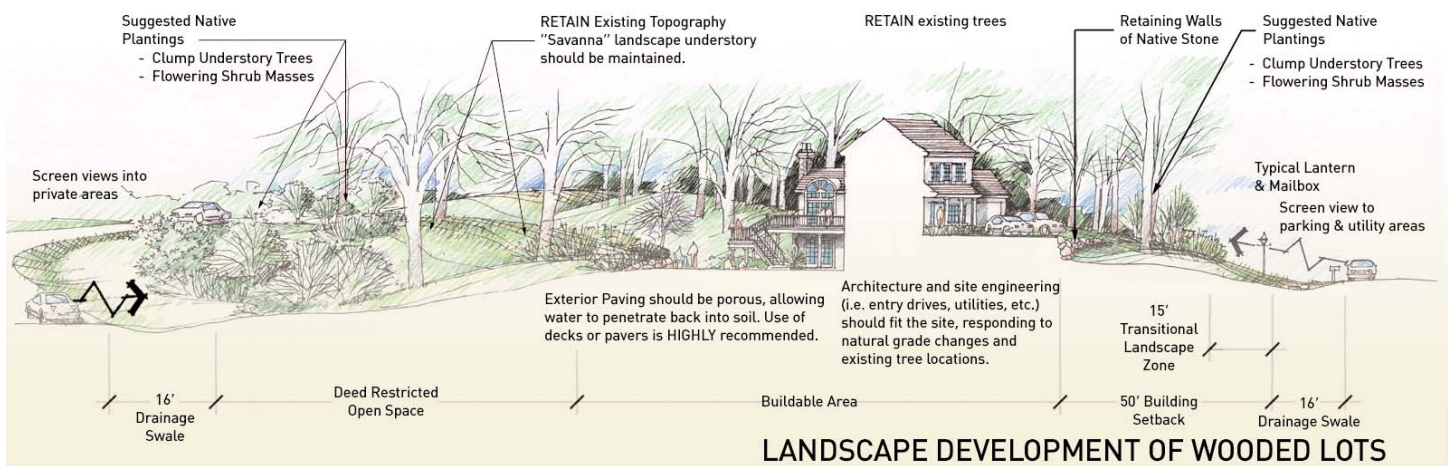 Suggested Native
Plantings
- Clump Understory Trees
- Flowering Shrub Masses
RETAIN Existing Topography
"Savanna" landscape understory
should be maintained.
RETAIN existing trees
Retaining Walls
of Native Stone
Suggested Native
Plantings
- Clump Understory Trees
- Flowering Shrub Masses
Screen views into
private areas
Typical Lantern
& Mailbox
Screen view to
parking & utility areas
Exterior Paving should be porous, allowing
water to penetrate back into soil. Use of
decks or pavers is HIGHLY recommended.
Architecture and site engineering
(i.e. entry drives, utilities, etc.)
should fit the site, responding to
natural grade changes and
existing tree locations.
15'
Transitional
Landscape
Zone
16'
Drainage
Swale
Deed Restricted
Open Space
Buildable Area
50' Building
Setback
16'
Drainage Swale
LANDSCAPE DEVELOPMENT OF WOODED LOTS